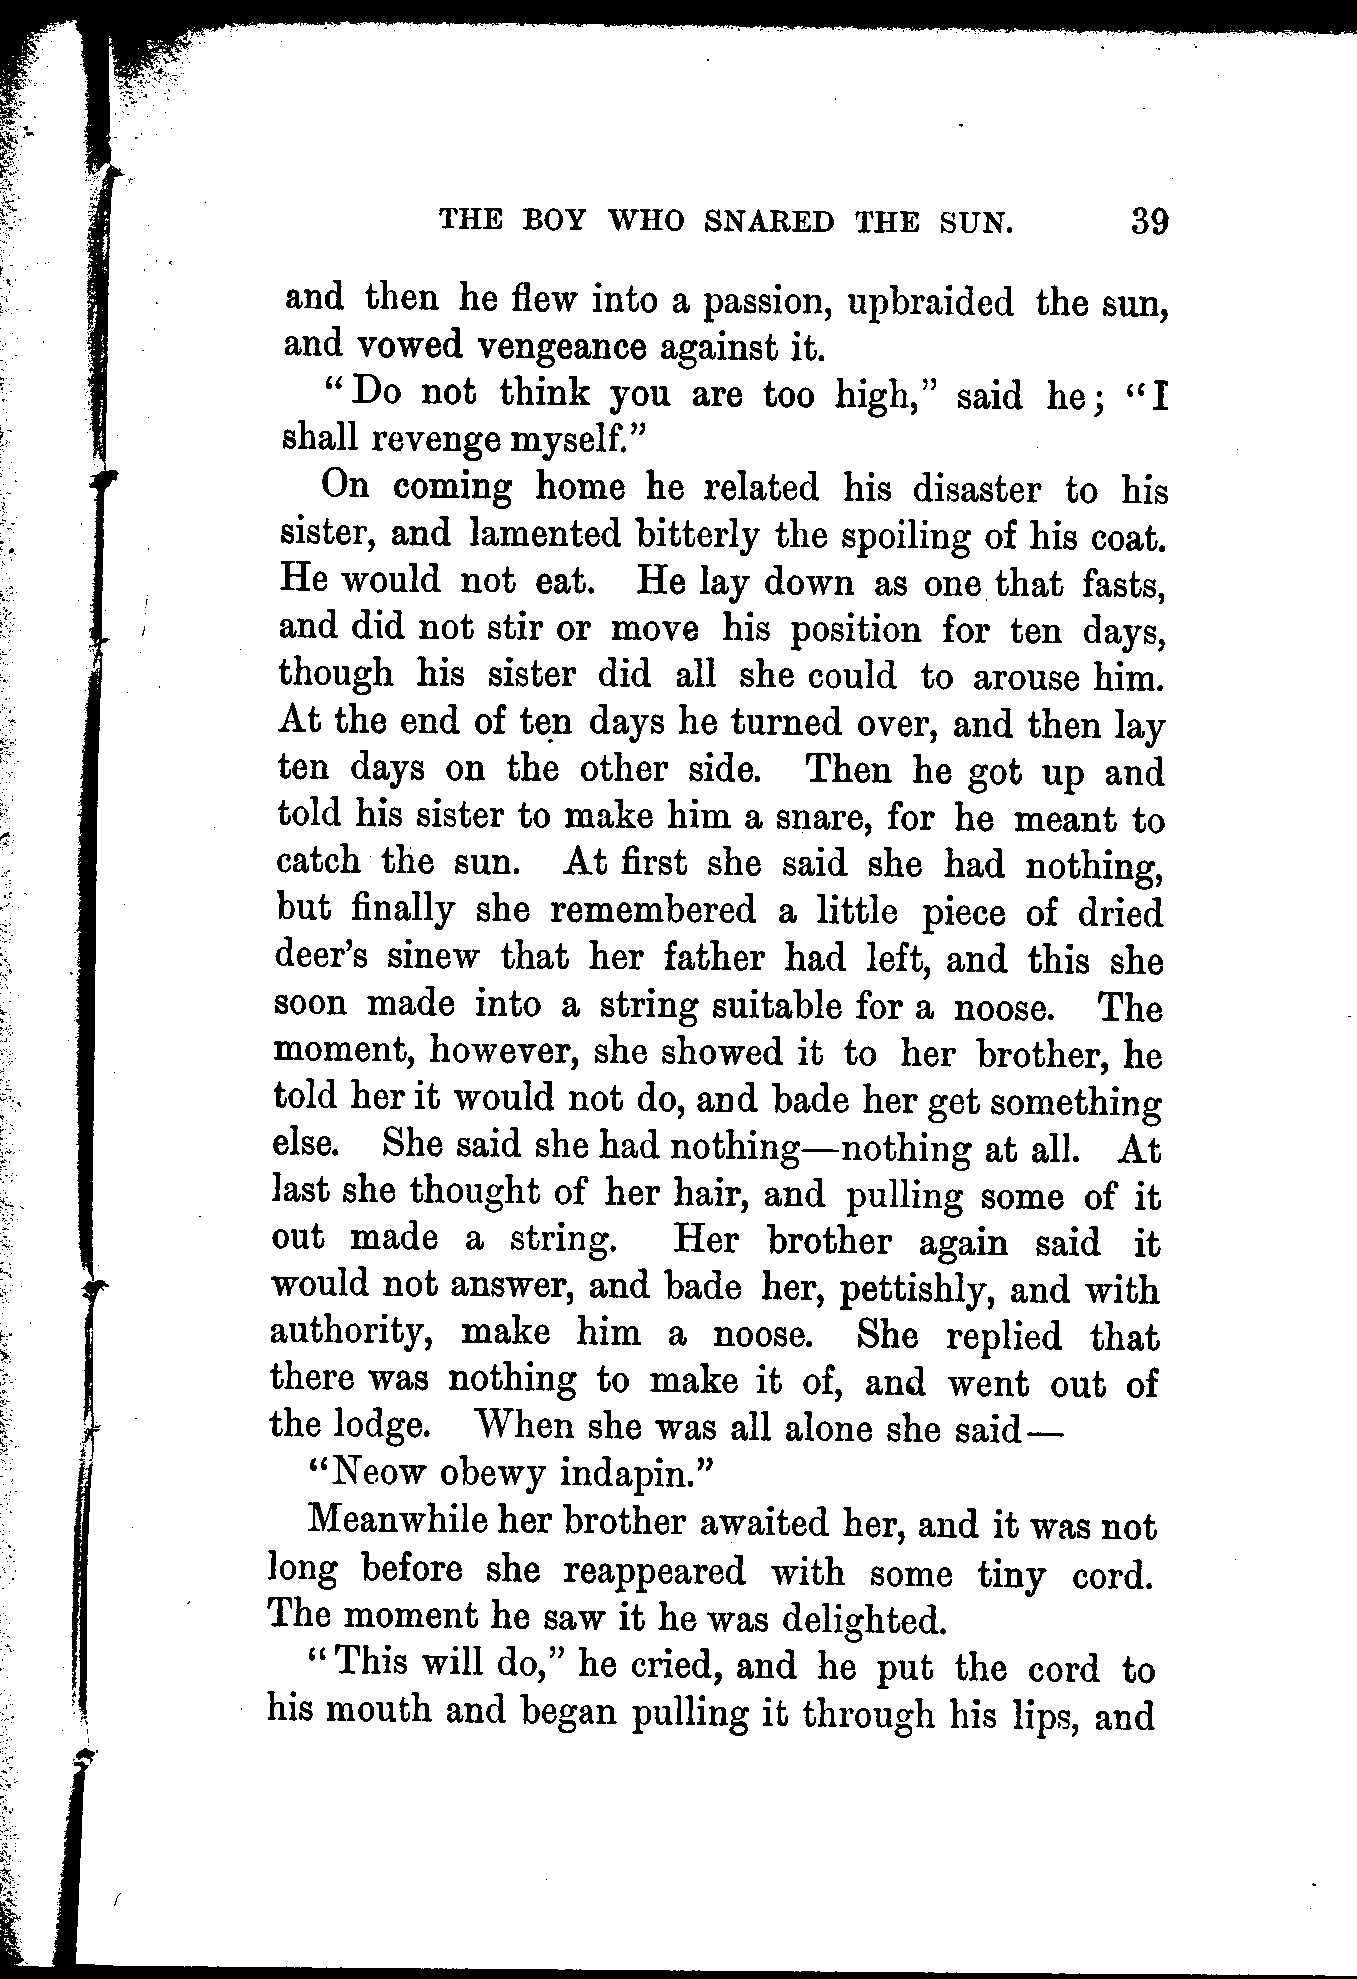 THE BOY WHO SNARED THE SUN. 39
and then he flew into a passion, upbraided the sun,
and vowed vengeance against it.
"Do not think you are too high," said he; "I
shall revenge myself."
On coming home he related his disaster to his
sister, and lamented bitterly the spoiling of his coat.
He would not eat. He lay down as one that fasts,
and did not stir or move his position for ten days,
though his sister did all she could to arouse him.
At the end of ten days he turned over, and then lay
ten days on the other side. Then he got up and
told his sister to make him a snare, for he meant to
catch the sun. At first she said she had nothing,
but finally she remembered a little piece of dried
deer's sinew that her father had left, and this she
soon made into a string suitable for a noose. The
moment, however, she showed it to her brother, he
told her it would not do, and bade her get something
else. She said she had nothing—nothing at all. At
last she thought of her hair, and pulling some of it
out made a string. Her brother again said it
would not answer, and bade her, pettishly, and with
authority, make him a noose. She replied that
there was nothing to make it of, and went out of
the lodge. When she was all alone she said—
"Neow obewy indapin."
Meanwhile her brother awaited her, and it was not
long before she reappeared with some tiny cord.
The moment he saw it he was delighted.
"This will do," he cried, and he put the cord to
his mouth and began pulling it through his lips, and